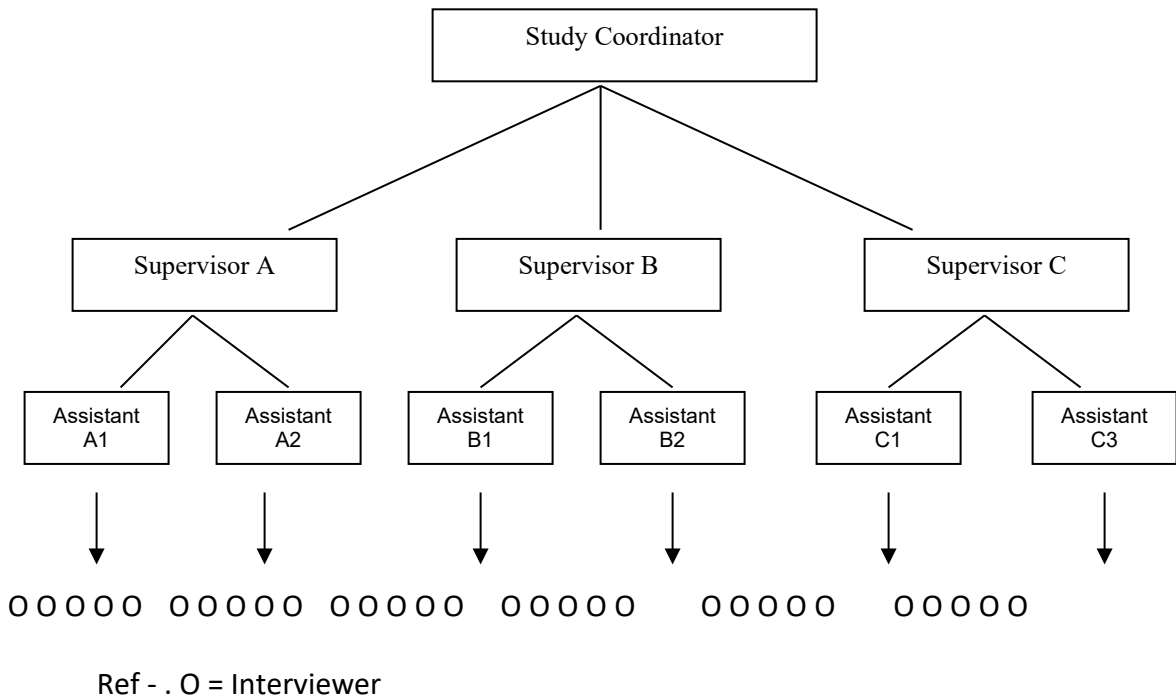 Study Coordinator
Supervisor A
Supervisor B
Supervisor C
Assistant
A1
Assistant
A2
Assistant
B1
Assistant
B2
Assistant
C1
Assistant
C3
O O O O O O O O O O O O O O O O O O O O O O O O O O O O O O
Ref - . O = Interviewer